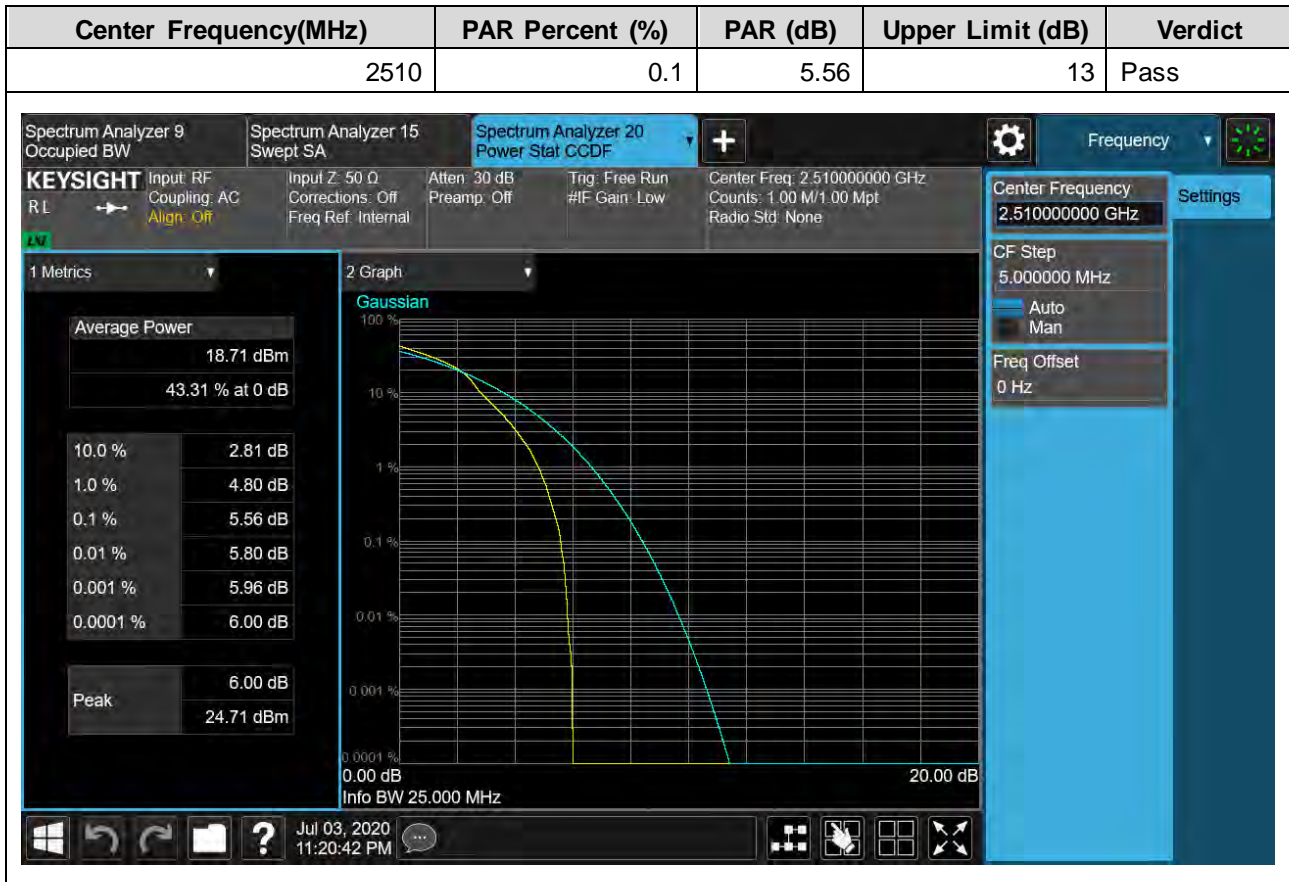 Center Frequency(MHz) PAR Percent (%) PAR (dB) Upper Limit (dB) Verdict
2510 0.1 5.56 13 Pass
Spectrum Analyzer 9
Occupied BW
Spectrum Analyzer 15
Swept SA
Spectrum Analyzer 20
Power Stat CCDF
Frequency
KEYSIGHT
R L
LXI
Input: RF
Coupling: AC
Align: Off
Input Z: 50 Ω
Corrections: Off
Freq Ref: Internal
Atten: 30 dB
Preamp: Off
Trig: Free Run
#IF Gain: Low
Center Freq: 2.510000000 GHz
Counts: 1.00 M/1.00 Mpt
Radio Std: None
Center Frequency
2.510000000 GHz
Settings
CF Step
5.000000 MHz
Auto
Man
Freq Offset
0 Hz
1 Metrics
Average Power
18.71 dBm
43.31 % at 0 dB
10.0 % 2.81 dB
1.0 % 4.80 dB
0.1 % 5.56 dB
0.01 % 5.80 dB
0.001 % 5.96 dB
0.0001 % 6.00 dB
Peak
6.00 dB
24.71 dBm
2 Graph
Gaussian
100 %
10 %
1 %
0.1 %
0.01 %
0.001 %
0.0001 %
0.00 dB 20.00 dB
Info BW 25.000 MHz
?
Jul 03, 2020
11:20:42 PM